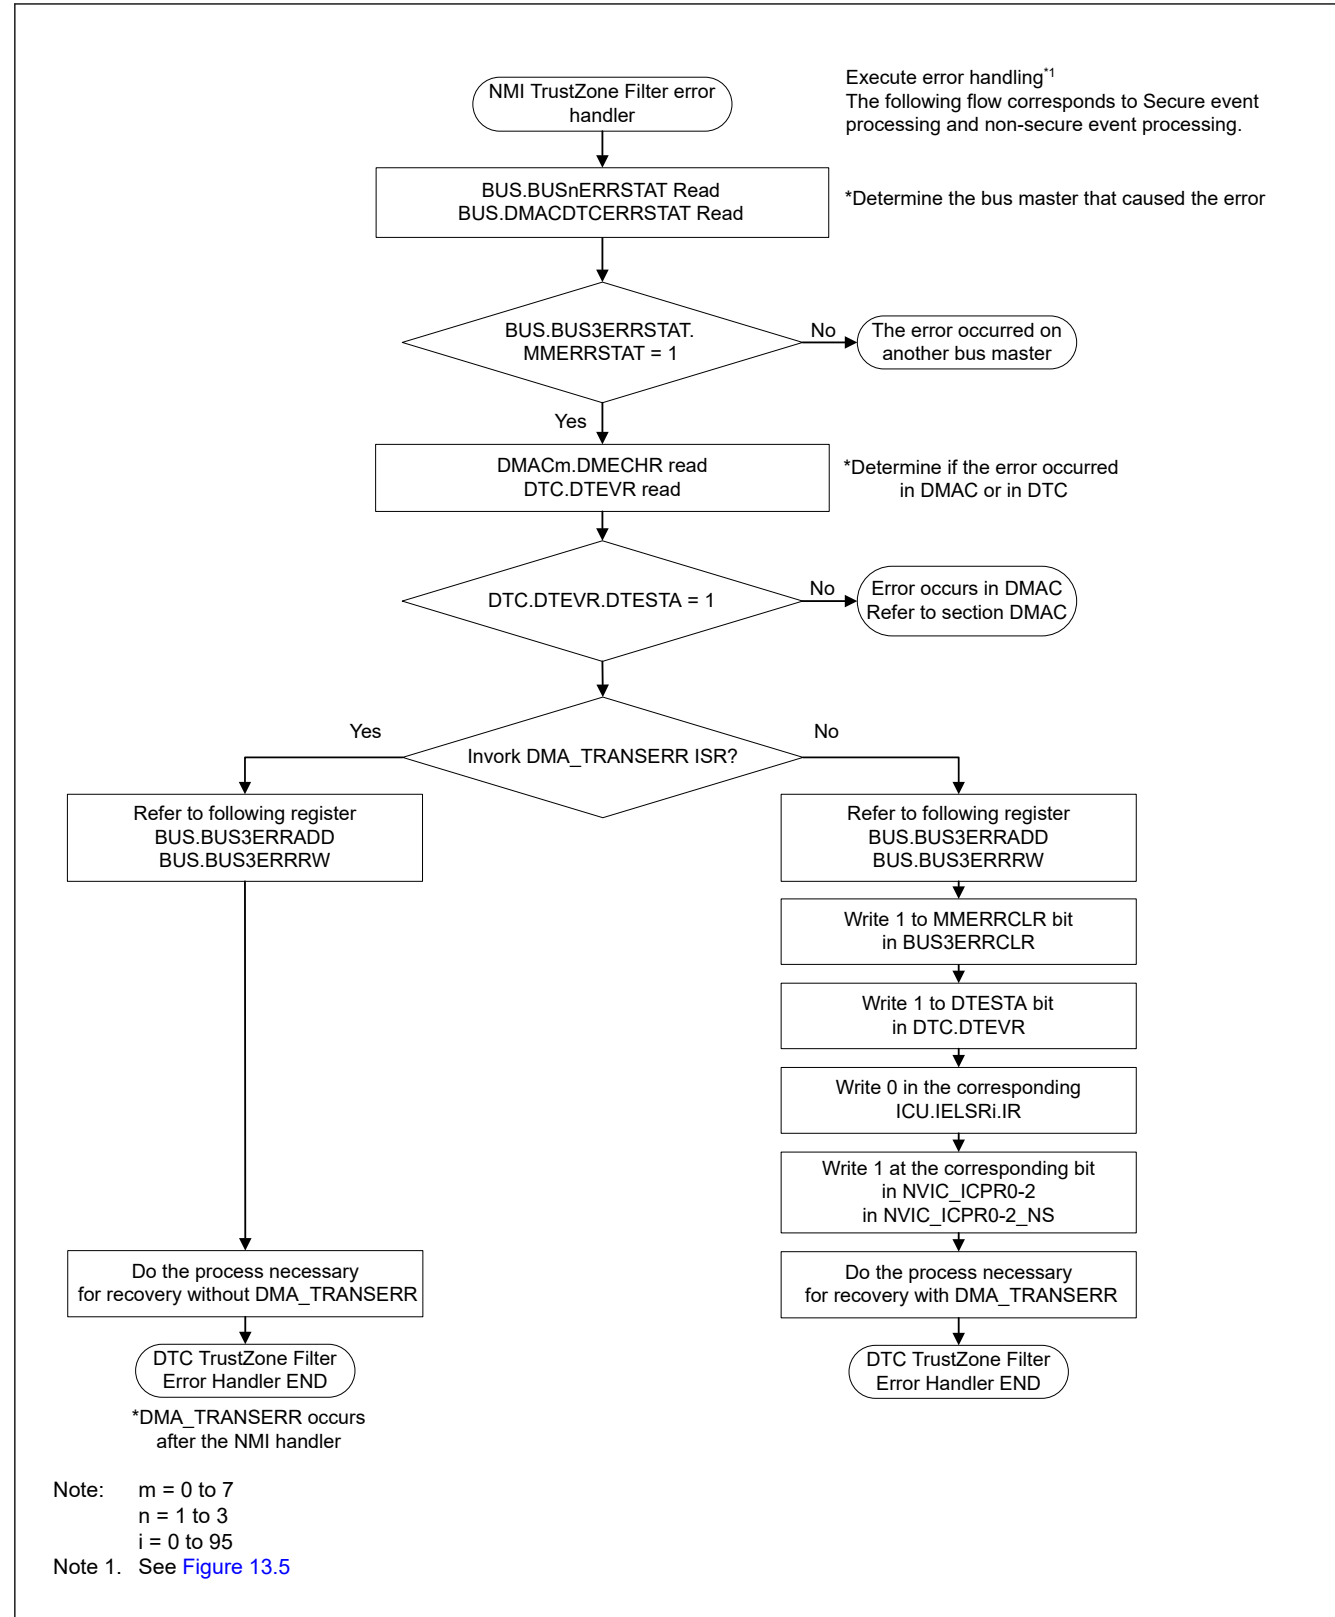 NMI TrustZone Filter error
handler
Execute error handling*1
The following flow corresponds to Secure event
processing and non-secure event processing.
BUS.BUSnERRSTAT Read
BUS.DMACDTCERRSTAT Read
*Determine the bus master that caused the error
BUS.BUS3ERRSTAT.
MMERRSTAT = 1
No
The error occurred on
another bus master
Yes
DMACm.DMECHR read
DTC.DTEVR read
*Determine if the error occurred
in DMAC or in DTC
DTC.DTEVR.DTESTA = 1
No
Error occurs in DMAC
Refer to section DMAC
Yes
Invork DMA_TRANSERR ISR?
No
Refer to following register
BUS.BUS3ERRADD
BUS.BUS3ERRRW
Refer to following register
BUS.BUS3ERRADD
BUS.BUS3ERRRW
Write 1 to MMERRCLR bit
in BUS3ERRCLR
Write 1 to DTESTA bit
in DTC.DTEVR
Write 0 in the corresponding
ICU.IELSRi.IR
Write 1 at the corresponding bit
in NVIC_ICPR0-2
in NVIC_ICPR0-2_NS
Do the process necessary
for recovery without DMA_TRANSERR
Do the process necessary
for recovery with DMA_TRANSERR
DTC TrustZone Filter
Error Handler END
DTC TrustZone Filter
Error Handler END
*DMA_TRANSERR occurs
after the NMI handler
Note: m = 0 to 7
n = 1 to 3
i = 0 to 95
Note 1. See Figure 13.5